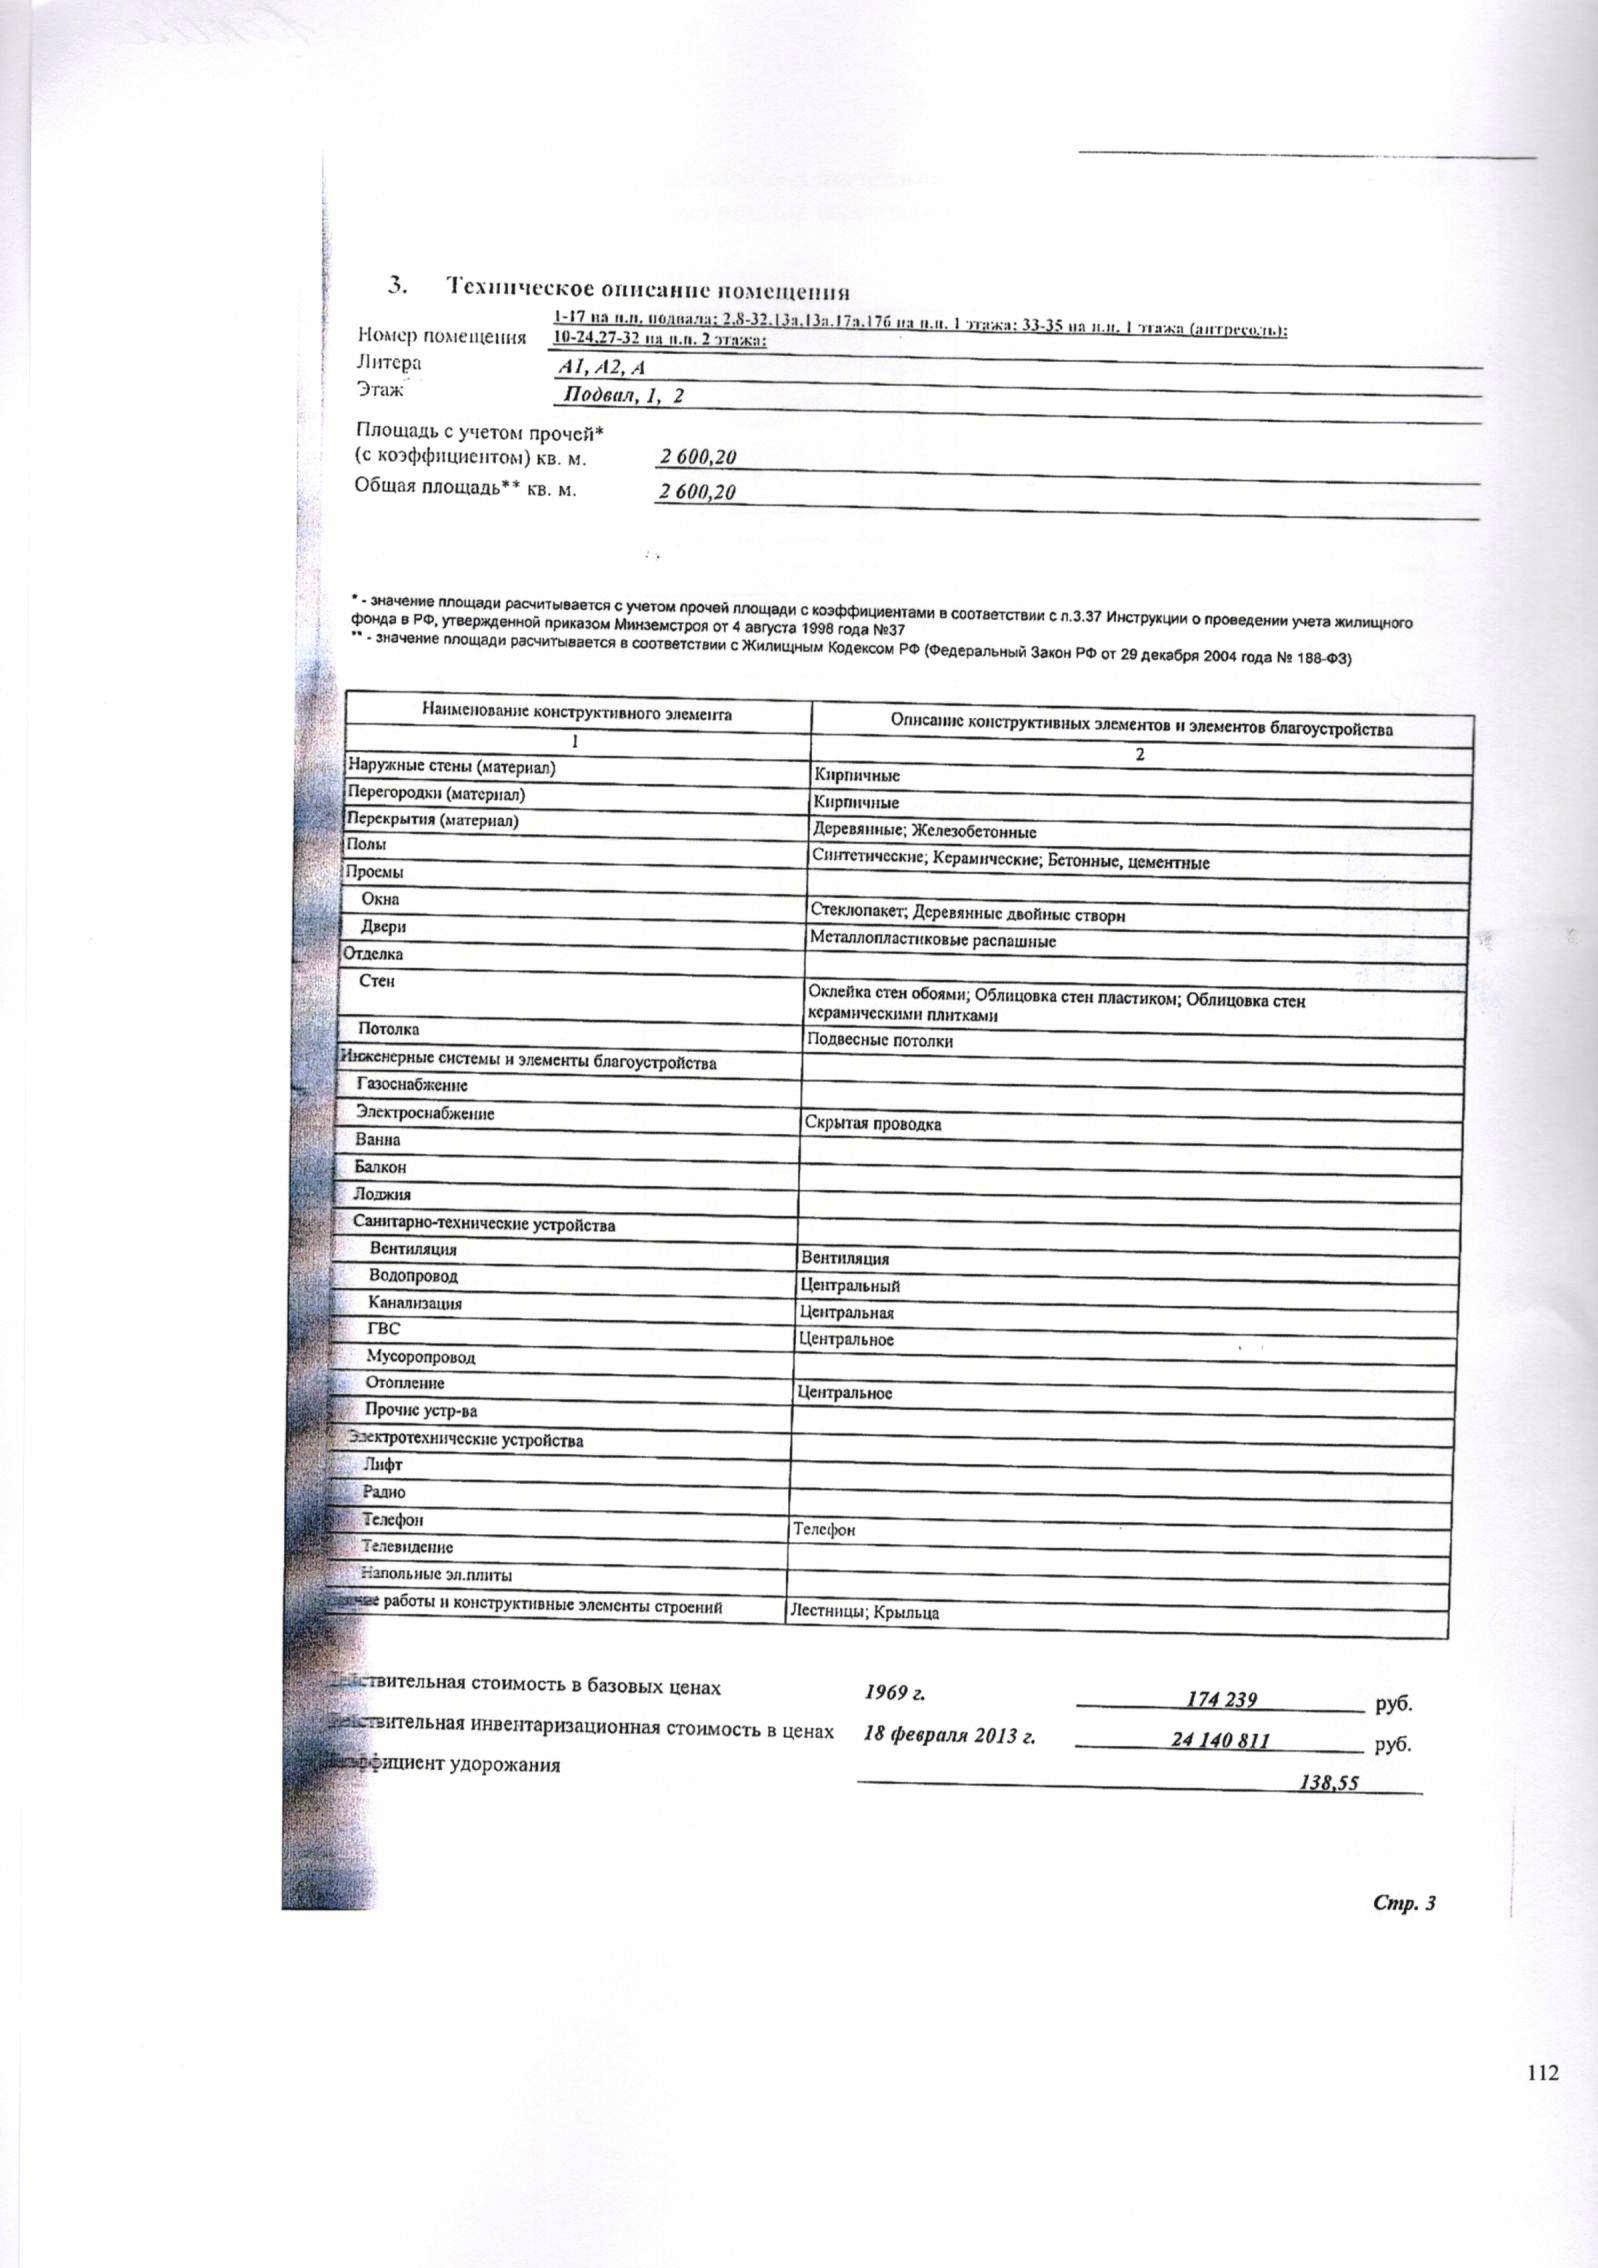 3. Техническое описание помещения
1-17 на п.п. подвала; 2,8-32,13а,13а,17а,17б на п.п. 1 этажа; 33-35 на п.п. 1 этажа (антресоль);
Номер помещения 10-24,27-32 на п.п. 2 этажа;
Литера А1, А2, А
Этаж Подвал, 1, 2
Площадь с учетом прочей*
(с коэффициентом) кв. м. 2 600,20
Общая площадь** кв. м. 2 600,20
* - значение площади расчитывается с учетом прочей площади с коэффициентами в соответствии с п.3.37 Инструкции о проведении учета жилищного
фонда в РФ, утвержденной приказом Минземстроя от 4 августа 1998 года №37
** - значение площади расчитывается в соответствии с Жилищным Кодексом РФ (Федеральный Закон РФ от 29 декабря 2004 года № 188-ФЗ)
Наименование конструктивного элемента Описание конструктивных элементов и элементов благоустройства
1 2
Наружные стены (материал) Кирпичные
Перегородки (материал) Кирпичные
Перекрытия (материал) Деревянные; Железобетонные
Полы Синтетические; Керамические; Бетонные, цементные
Проемы
Окна Стеклопакет; Деревянные двойные створн
Двери Металлопластиковые распашные
Отделка
Стен Оклейка стен обоями; Облицовка стен пластиком; Облицовка стен
керамическими плитками
Потолка Подвесные потолки
Инженерные системы и элементы благоустройства
Газоснабжение
Электроснабжение Скрытая проводка
Ванна
Балкон
Лоджия
Санитарно-технические устройства
Вентиляция Вентиляция
Водопровод Центральный
Канализация Центральная
ГВС Центральное
Мусоропровод
Отопление Центральное
Прочие устр-ва
Электротехнические устройства
Лифт
Радио
Телефон Телефон
Телевидение
Напольные эл.плиты
работы и конструктивные элементы строений Лестницы; Крыльца
Действительная стоимость в базовых ценах 1969 г. 174 239 руб.
Действительная инвентаризационная стоимость в ценах 18 февраля 2013 г. 24 140 811 руб.
Коэффициент удорожания 138,55
Стр. 3
112